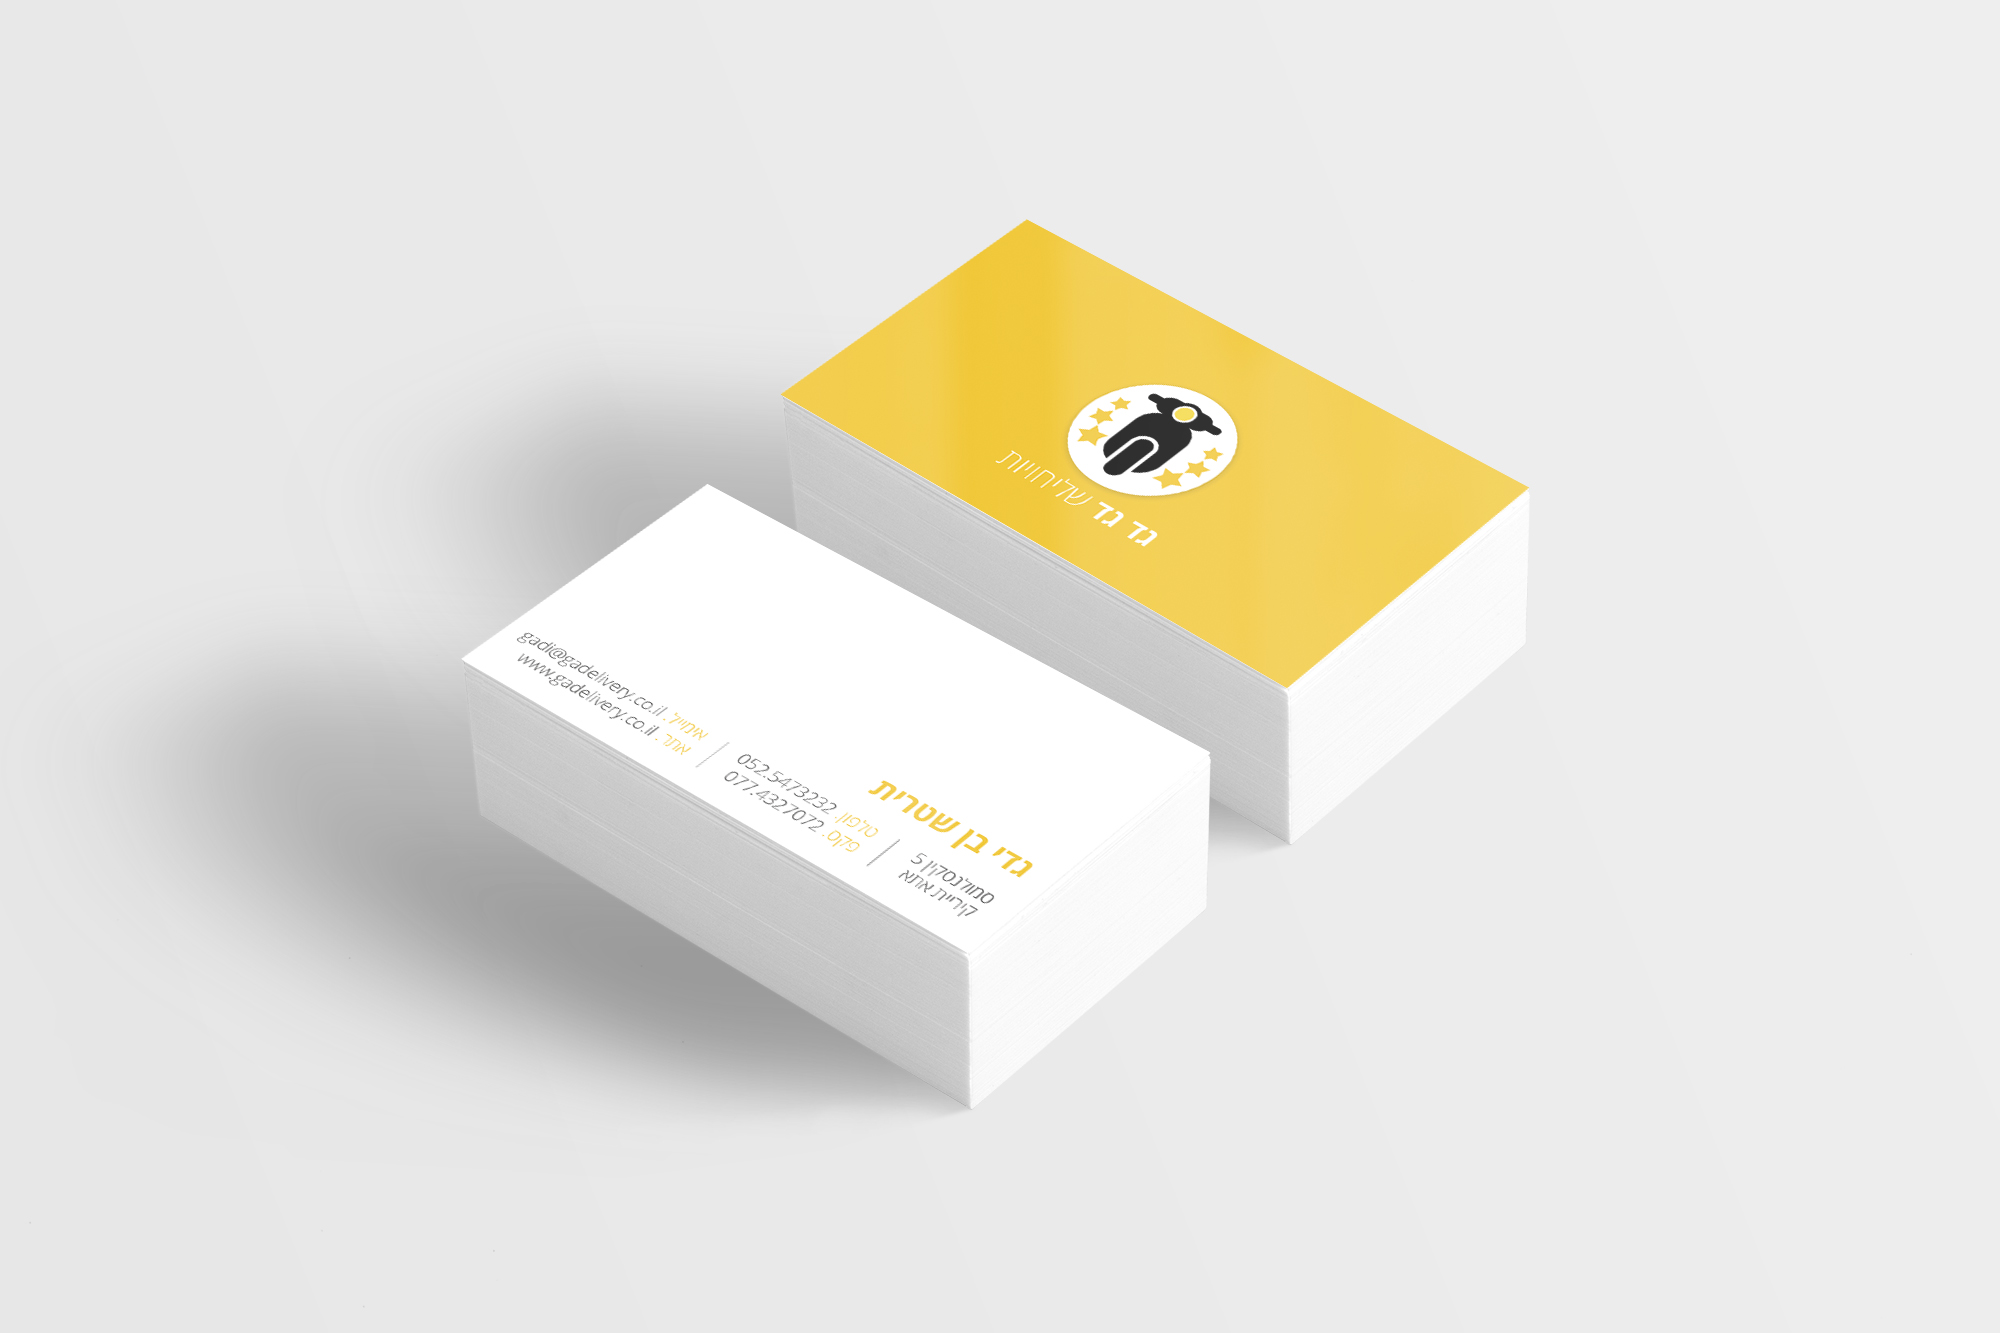 גד גד שליחויות
גדי בן שטרית
סמולנסקין 5
קיריית אתא
טלפון. 052.5473232
פקס. 077.4327072
אימייל. gadi@gadelivery.co.il
אתר. www.gadelivery.co.il